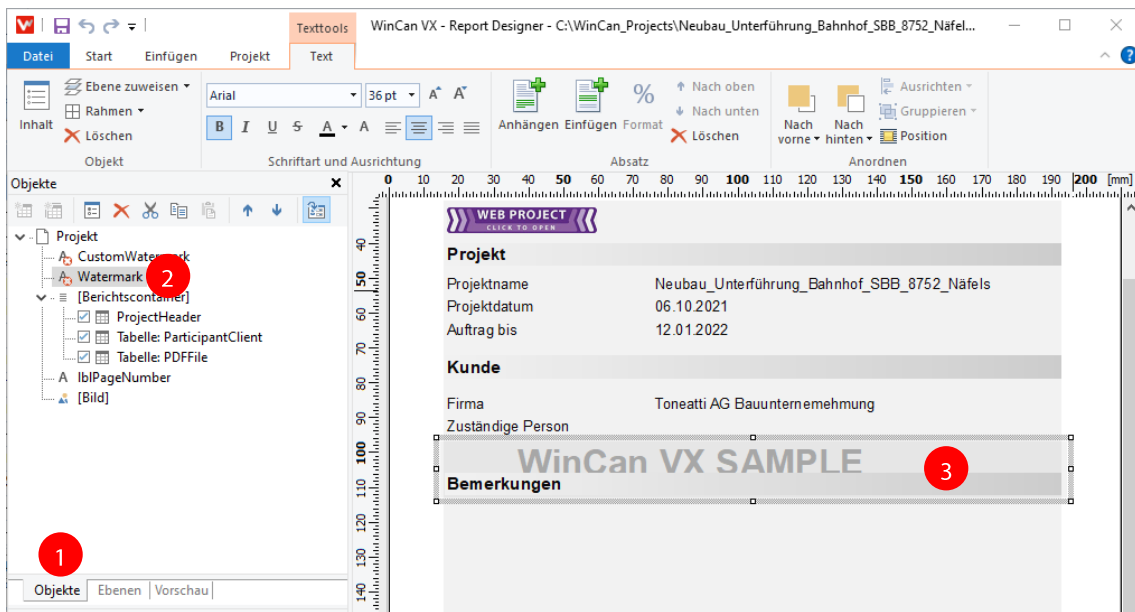 Texttools
WinCan VX - Report Designer - C:\WinCan_Projects\Neubau_Unterführung_Bahnhof_SBB_8752_Näfel...
Datei Start Einfügen Projekt Text
Inhalt
Ebene zuweisen
Rahmen
Löschen
Objekt
Arial 36 pt A A
B I U S A A
Schriftart und Ausrichtung
Anhängen Einfügen % Format
Nach oben
Nach unten
Löschen
Absatz
Nach vorne Nach hinten
Ausrichten
Gruppieren
Position
Anordnen
Objekte
0 10 20 30 40 50 60 70 80 90 100 110 120 130 140 150 160 170 180 190 200 [mm]
Projekt
CustomWatermark
Watermark 2
[Berichtscontainer]
ProjectHeader
Tabelle: ParticipantClient
Tabelle: PDFFile
A lblPageNumber
[Bild]
1
Objekte Ebenen Vorschau
40
50
60
70
80
90
100
110
120
130
140
WEB PROJECT
CLICK TO OPEN
Projekt
Projektname Neubau_Unterführung_Bahnhof_SBB_8752_Näfels
Projektdatum 06.10.2021
Auftrag bis 12.01.2022
Kunde
Firma Toneatti AG Bauunternemehmung
Zuständige Person
WinCan VX SAMPLE 3
Bemerkungen